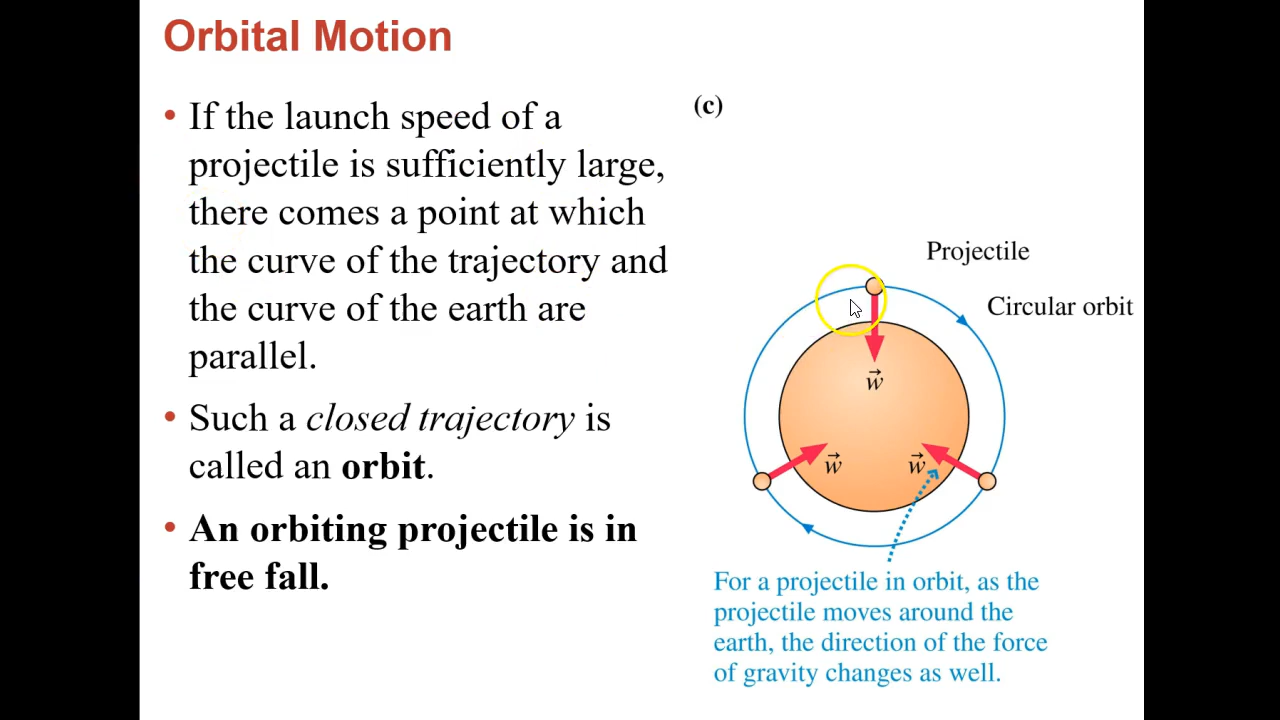 Orbital Motion
• If the launch speed of a
projectile is sufficiently large,
there comes a point at which
the curve of the trajectory and
the curve of the earth are
parallel.
• Such a closed trajectory is
called an orbit.
• An orbiting projectile is in
free fall.
(c)
Projectile
Circular orbit
w⃗
w⃗
w⃗
For a projectile in orbit, as the
projectile moves around the
earth, the direction of the force
of gravity changes as well.